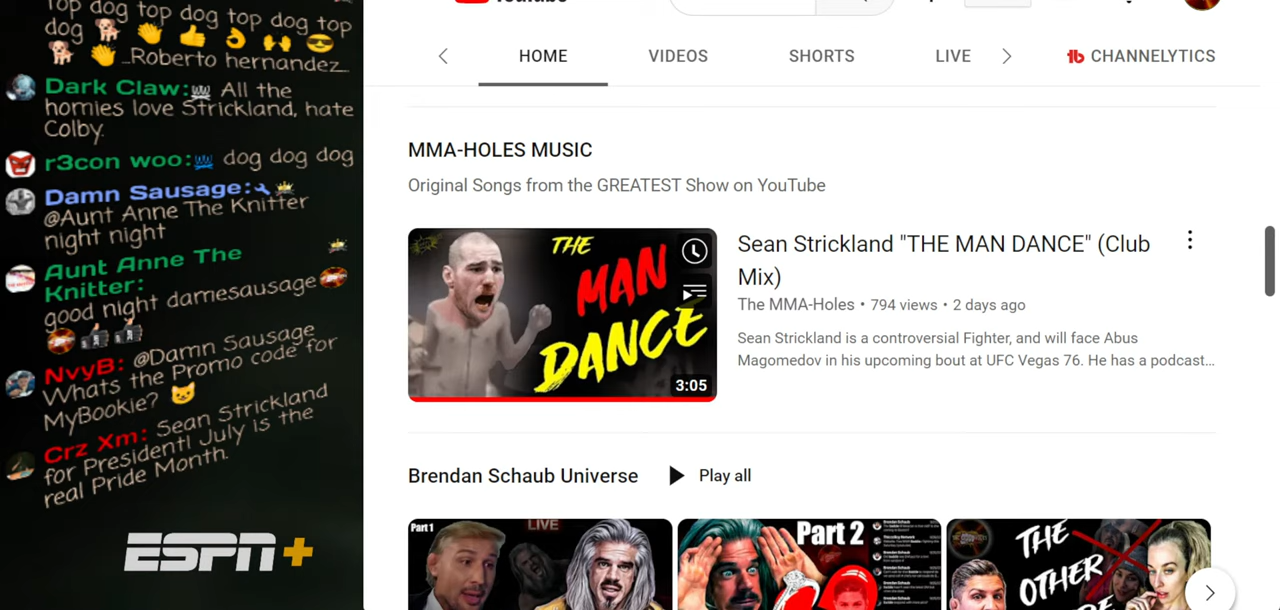 Top dog top dog top dog top
dog
_Roberto hernandez_
Dark Claw: All the
homies love Strickland, hate
Colby.
r3con woo: dog dog dog
Damn Sausage:
@Aunt Anne The Knitter
night night
Aunt Anne The
Knitter:
good night damesausage
NvyB: @Damn Sausage
Whats the Promo code for
MyBookie?
Crz Xm: Sean Strickland
for President! July is the
real Pride Month.
ESPN+
HOME
VIDEOS
SHORTS
LIVE
CHANNELYTICS
MMA-HOLES MUSIC
Original Songs from the GREATEST Show on YouTube
THE
MAN
DANCE
3:05
Sean Strickland "THE MAN DANCE" (Club
Mix)
The MMA-Holes • 794 views • 2 days ago
Sean Strickland is a controversial Fighter, and will face Abus
Magomedov in his upcoming bout at UFC Vegas 76. He has a podcast...
Brendan Schaub Universe
Play all
Part 1
LIVE
Part 2
THE
OTHER